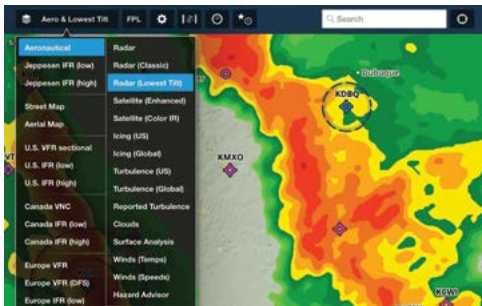 Aero & Lowest Tilt
FPL
Search
Aeronautical
Jeppesen IFR (low)
Jeppesen IFR (high)
Street Map
Aerial Map
U.S. VFR sectional
U.S. IFR (low)
U.S. IFR (high)
Canada VNC
Canada IFR (low)
Canada IFR (high)
Europe VFR
Europe VFR (DFS)
Europe IFR (low)
Radar
Radar (Classic)
Radar (Lowest Tilt)
Satellite (Enhanced)
Satellite (Color IR)
Icing (US)
Icing (Global)
Turbulence (US)
Turbulence (Global)
Reported Turbulence
Clouds
Surface Analysis
Winds (Temps)
Winds (Speeds)
Hazard Advisor
Dubuque
KDBQ
KMXO
KCWI